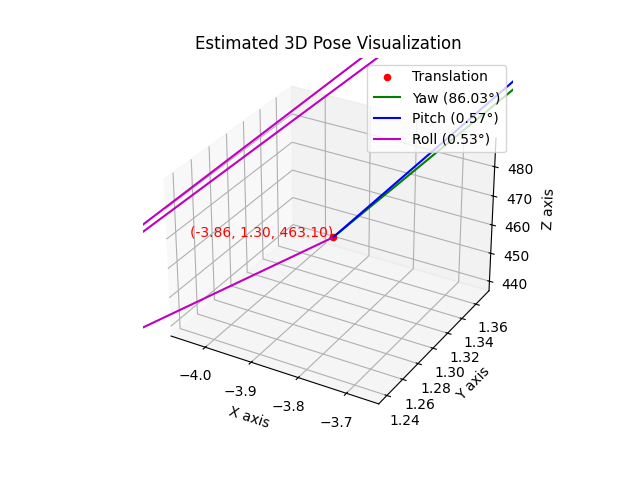 Estimated 3D Pose Visualization
Translation
Yaw (86.03°)
Pitch (0.57°)
Roll (0.53°)
(-3.86, 1.30, 463.10)
480
470
460
450
440
Z axis
1.36
1.34
1.32
1.30
1.28
1.26
1.24
Y axis
−4.0
−3.9
−3.8
−3.7
X axis